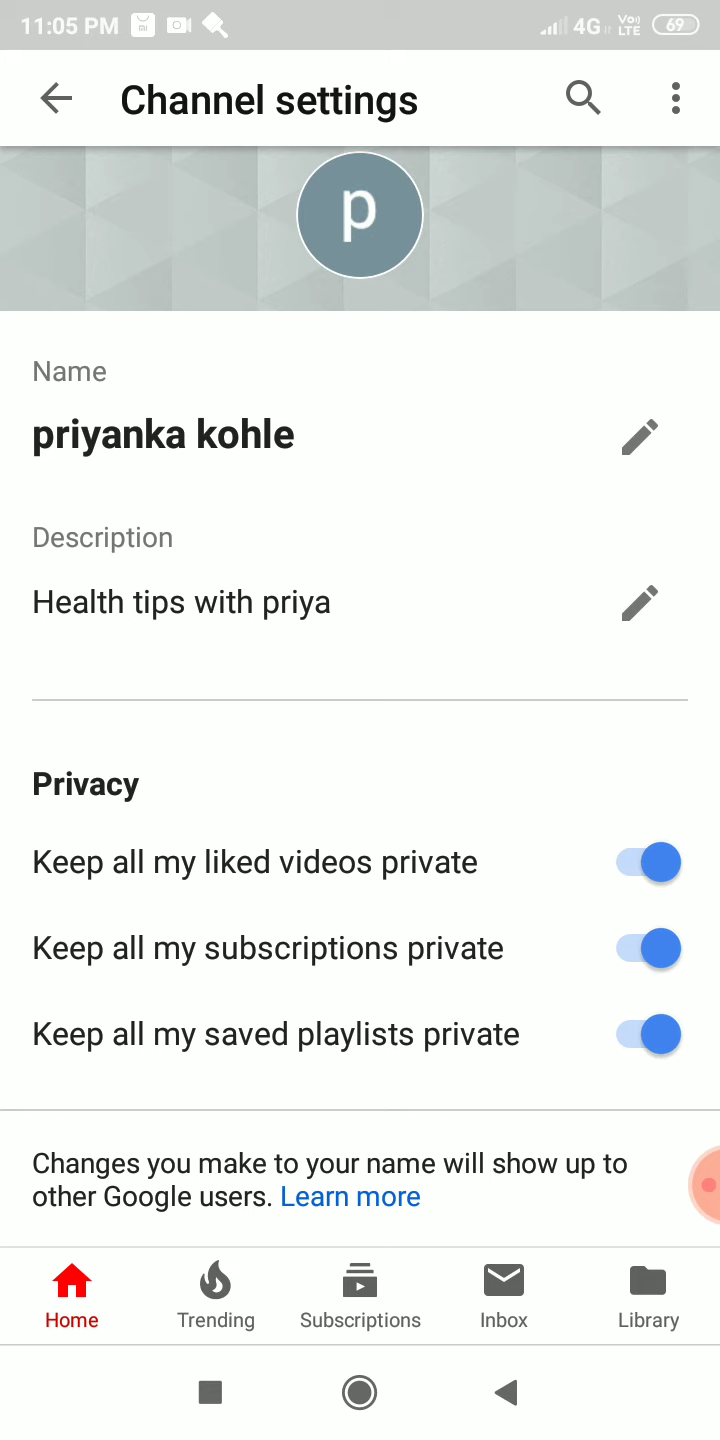 11:05 PM 4G Vo)) LTE 69
Channel settings
p
Name
priyanka kohle
Description
Health tips with priya
Privacy
Keep all my liked videos private
Keep all my subscriptions private
Keep all my saved playlists private
Changes you make to your name will show up to
other Google users. Learn more
Home Trending Subscriptions Inbox Library